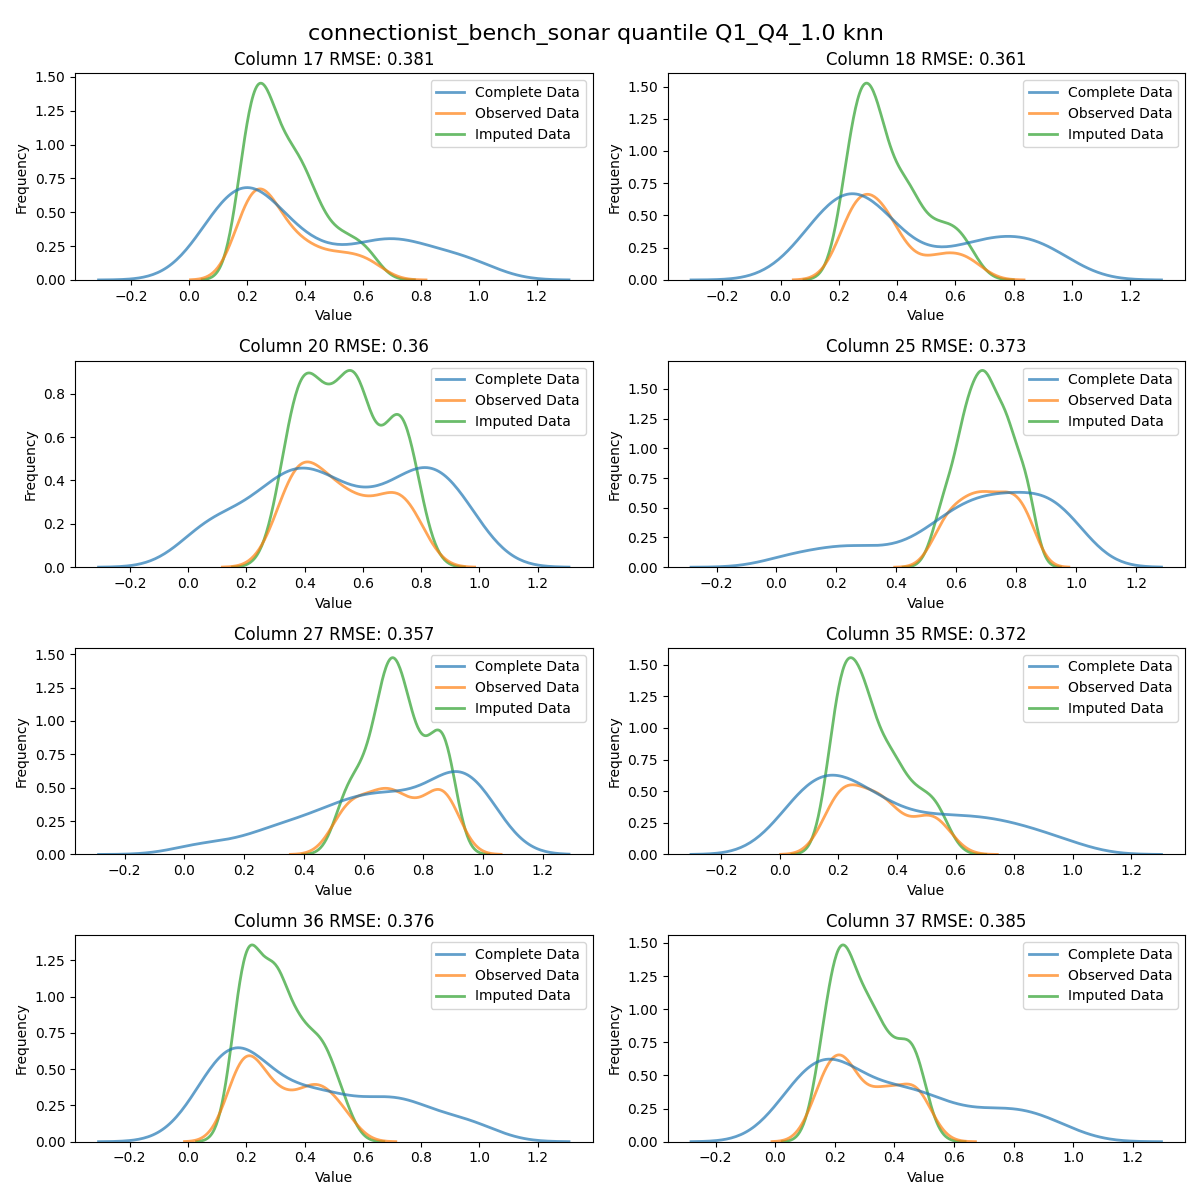 connectionist_bench_sonar quantile Q1_Q4_1.0 knn
Column 17 RMSE: 0.381
Frequency
1.50
1.25
1.00
0.75
0.50
0.25
0.00
Complete Data
Observed Data
Imputed Data
−0.2 0.0 0.2 0.4 0.6 0.8 1.0 1.2
Value
Column 18 RMSE: 0.361
Frequency
1.50
1.25
1.00
0.75
0.50
0.25
0.00
Complete Data
Observed Data
Imputed Data
−0.2 0.0 0.2 0.4 0.6 0.8 1.0 1.2
Value
Column 20 RMSE: 0.36
Frequency
0.8
0.6
0.4
0.2
0.0
Complete Data
Observed Data
Imputed Data
−0.2 0.0 0.2 0.4 0.6 0.8 1.0 1.2
Value
Column 25 RMSE: 0.373
Frequency
1.50
1.25
1.00
0.75
0.50
0.25
0.00
Complete Data
Observed Data
Imputed Data
−0.2 0.0 0.2 0.4 0.6 0.8 1.0 1.2
Value
Column 27 RMSE: 0.357
Frequency
1.50
1.25
1.00
0.75
0.50
0.25
0.00
Complete Data
Observed Data
Imputed Data
−0.2 0.0 0.2 0.4 0.6 0.8 1.0 1.2
Value
Column 35 RMSE: 0.372
Frequency
1.50
1.25
1.00
0.75
0.50
0.25
0.00
Complete Data
Observed Data
Imputed Data
−0.2 0.0 0.2 0.4 0.6 0.8 1.0 1.2
Value
Column 36 RMSE: 0.376
Frequency
1.25
1.00
0.75
0.50
0.25
0.00
Complete Data
Observed Data
Imputed Data
−0.2 0.0 0.2 0.4 0.6 0.8 1.0 1.2
Value
Column 37 RMSE: 0.385
Frequency
1.50
1.25
1.00
0.75
0.50
0.25
0.00
Complete Data
Observed Data
Imputed Data
−0.2 0.0 0.2 0.4 0.6 0.8 1.0 1.2
Value